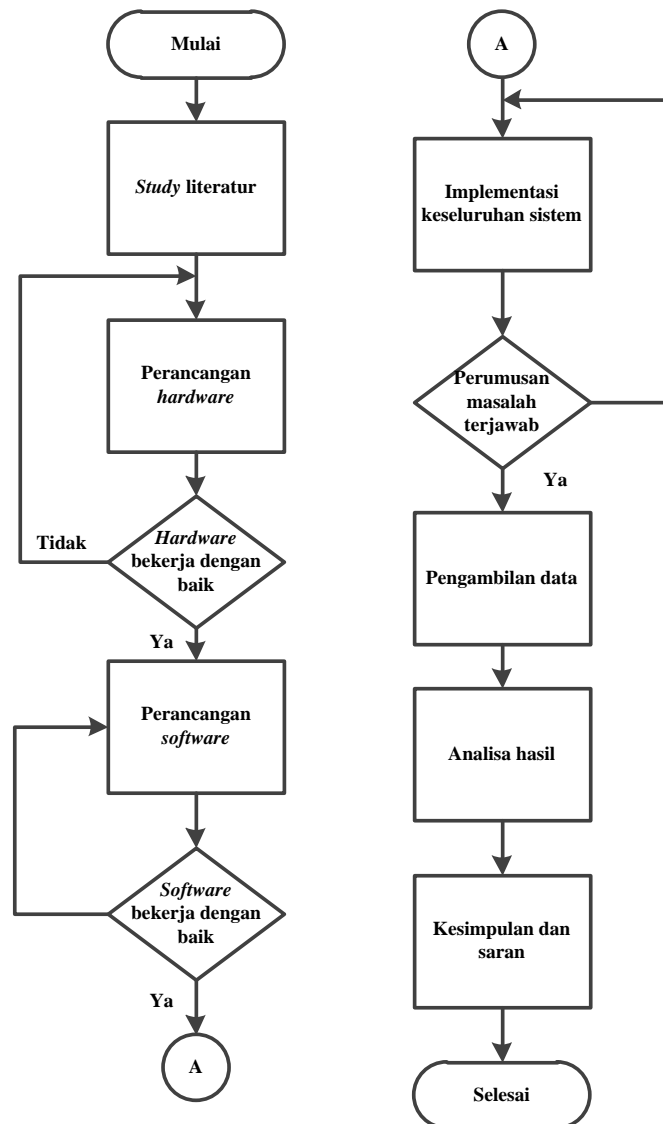 Mulai
Study literatur
Perancangan
hardware
Hardware
bekerja dengan
baik
Tidak
Ya
Perancangan
software
Software
bekerja dengan
baik
Ya
A
A
Implementasi
keseluruhan sistem
Perumusan
masalah
terjawab
Ya
Pengambilan data
Analisa hasil
Kesimpulan dan
saran
Selesai